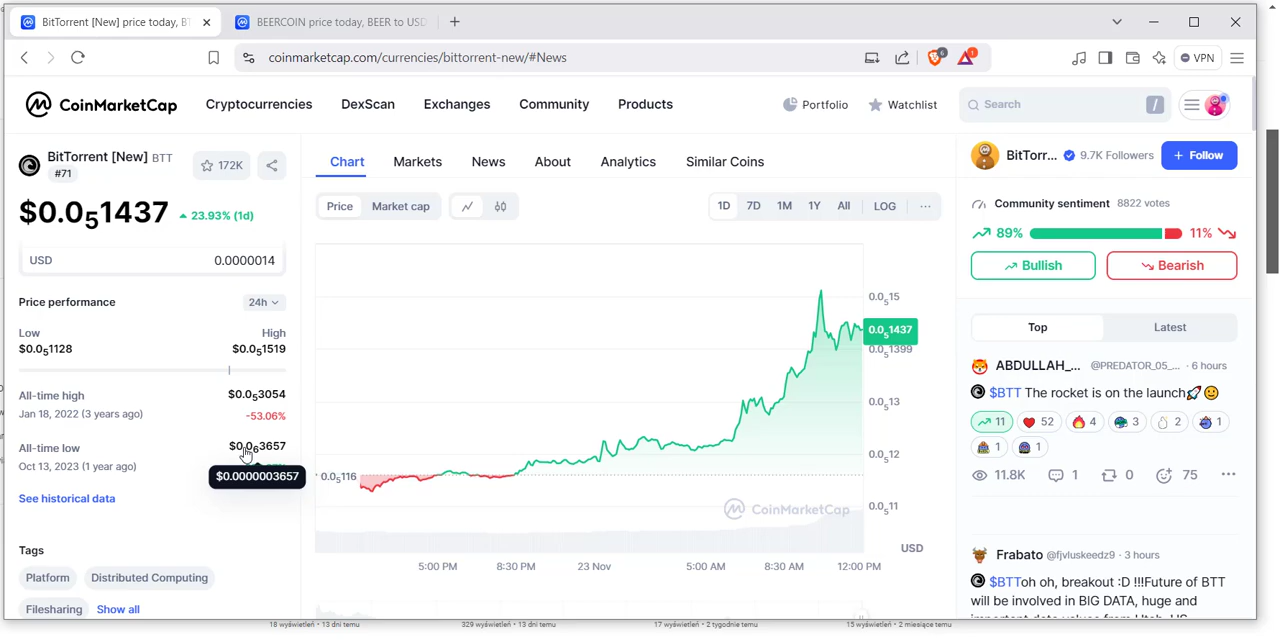 BitTorrent [New] price today, BT
BEERCOIN price today, BEER to USD
coinmarketcap.com/currencies/bittorrent-new/#News
6
1
VPN
CoinMarketCap
Cryptocurrencies
DexScan
Exchanges
Community
Products
Portfolio
Watchlist
Search
/
BitTorrent [New] BTT
#71
172K
$0.0₅1437
23.93% (1d)
USD 0.0000014
Price performance
24h
Low High
$0.0₅1128 $0.0₅1519
All-time high $0.0₅3054
Jan 18, 2022 (3 years ago) -53.06%
All-time low $0.0₆3657
Oct 13, 2023 (1 year ago)
$0.0000003657
See historical data
Tags
Platform Distributed Computing
Filesharing Show all
Chart Markets News About Analytics Similar Coins
Price Market cap
1D 7D 1M 1Y All LOG ...
0.0₅15
0.0₅1437
0.0₅1399
0.0₅13
0.0₅12
0.0₅116
0.0₅11
CoinMarketCap
USD
5:00 PM 8:30 PM 23 Nov 5:00 AM 8:30 AM 12:00 PM
BitTorr... 9.7K Followers
+ Follow
Community sentiment 8822 votes
89% 11%
Bullish Bearish
Top Latest
ABDULLAH_... @PREDATOR_05_... · 6 hours
$BTT The rocket is on the launch🚀🙂
11 52 4 3 2 1
1 1
11.8K 1 0 75 ...
Frabato @fjvluskeedz9 · 3 hours
$BTToh oh, breakout :D !!!Future of BTT
will be involved in BIG DATA, huge and
18 wyświetleń • 13 dni temu
329 wyświetleń • 13 dni temu
17 wyświetleń • 2 tygodnie temu
15 wyświetleń • 2 miesiące temu